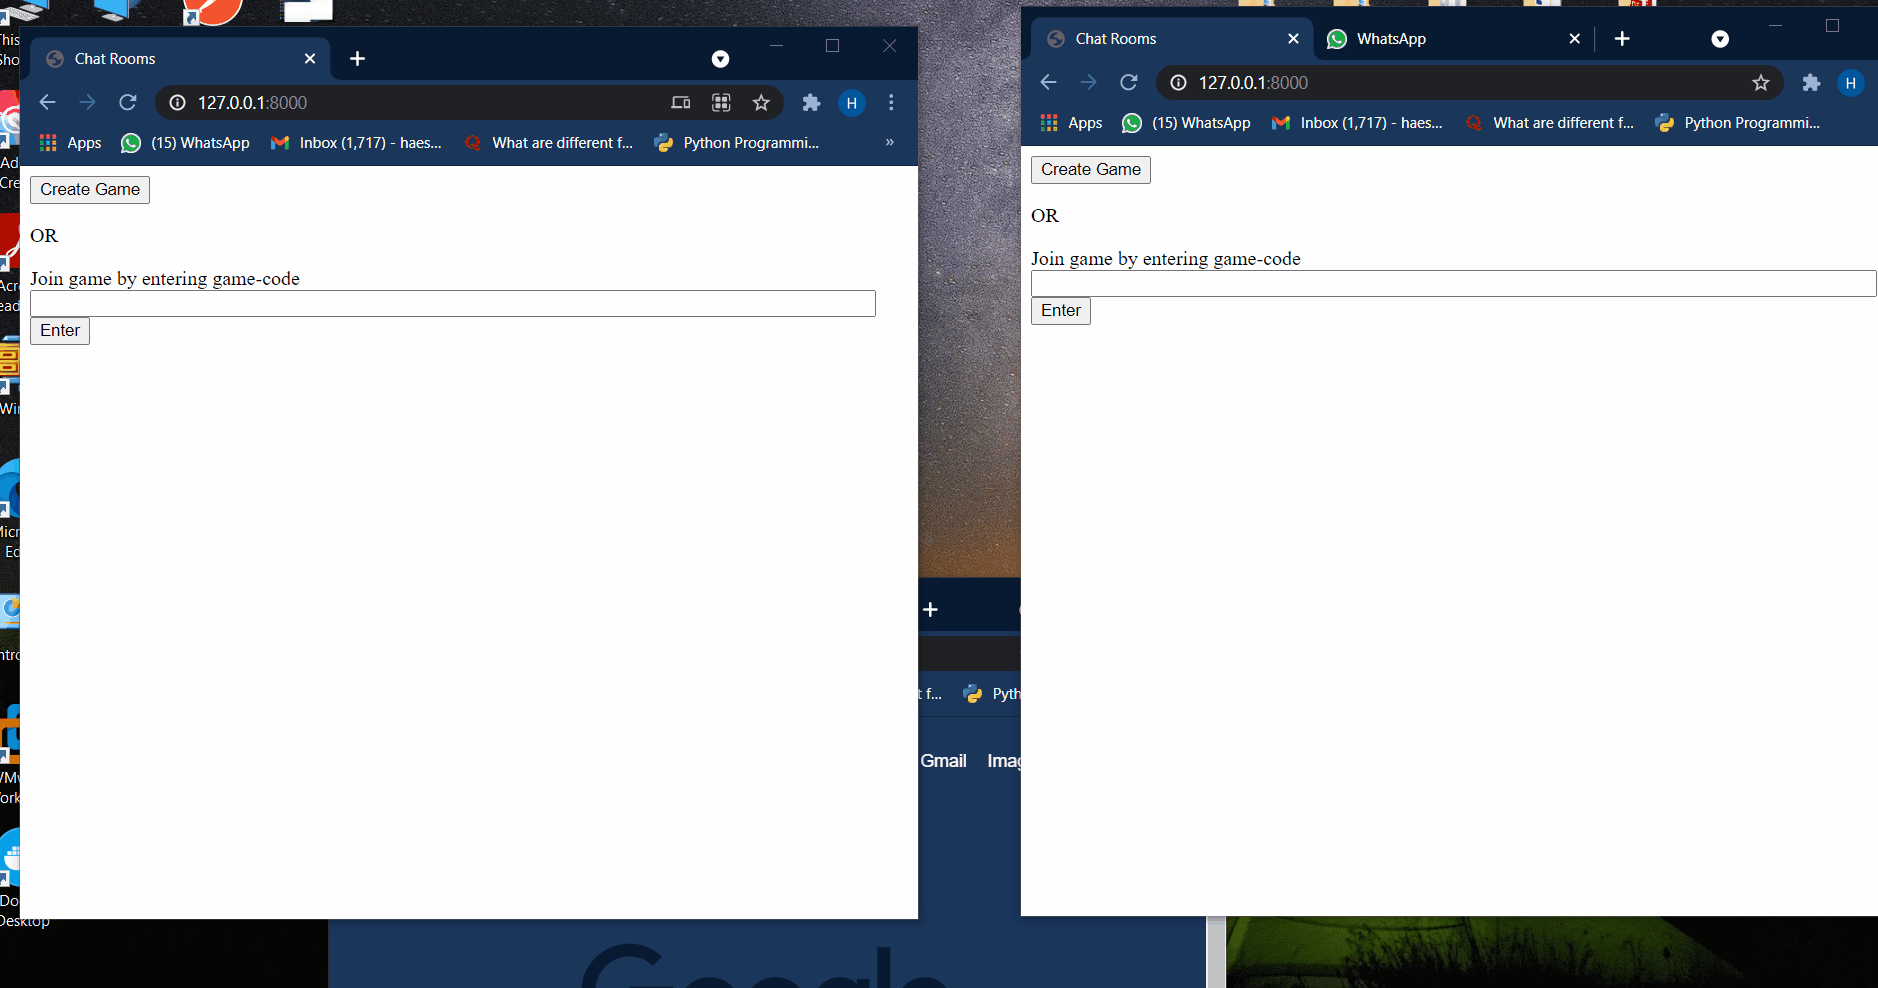 This
Sho
Ad
Cre
Acr
ead
Wi
Micr
Ed
ntro
VMw
ork
Do
Desktop
Chat Rooms
127.0.0.1:8000
H
Apps
(15) WhatsApp
Inbox (1,717) - haes...
What are different f...
Python Programmi...
»
Create Game
OR
Join game by entering game-code
Enter
t f...
Pyth
Gmail
Imag
Google
Chat Rooms
WhatsApp
127.0.0.1:8000
H
Apps
(15) WhatsApp
Inbox (1,717) - haes...
What are different f...
Python Programmi...
Create Game
OR
Join game by entering game-code
Enter